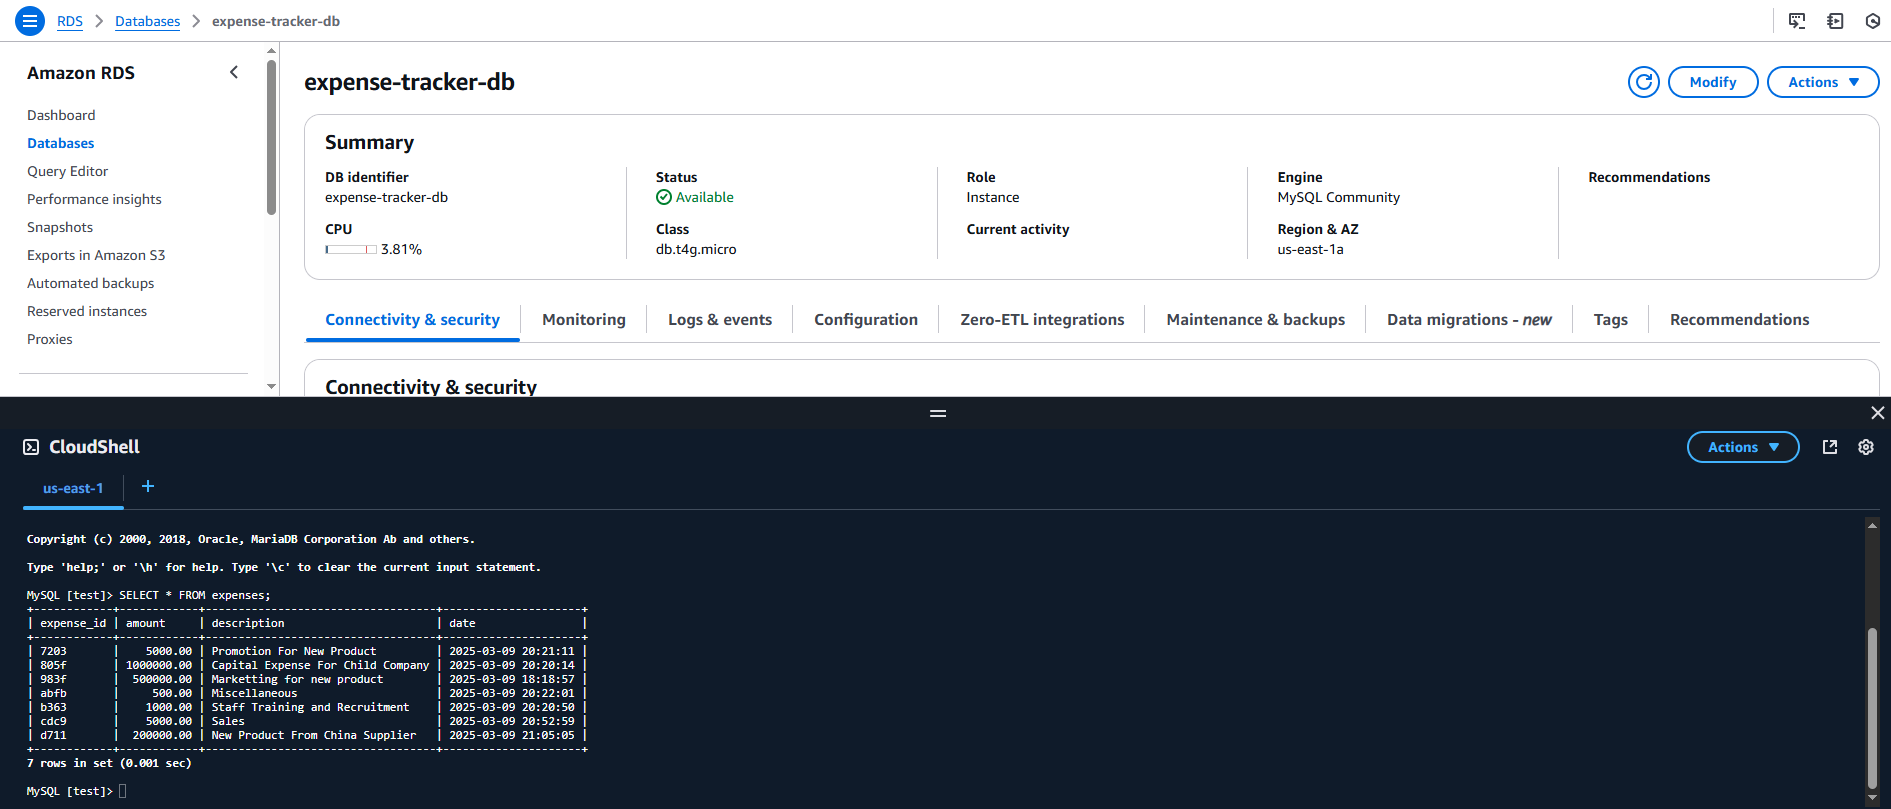 RDS > Databases > expense-tracker-db
Amazon RDS
Dashboard
Databases
Query Editor
Performance insights
Snapshots
Exports in Amazon S3
Automated backups
Reserved instances
Proxies
expense-tracker-db
Modify
Actions
Summary
DB identifier
expense-tracker-db
Status
Available
Role
Instance
Engine
MySQL Community
Recommendations
CPU
3.81%
Class
db.t4g.micro
Current activity
Region & AZ
us-east-1a
Connectivity & security
Monitoring
Logs & events
Configuration
Zero-ETL integrations
Maintenance & backups
Data migrations - new
Tags
Recommendations
Connectivity & security
CloudShell
Actions
us-east-1
+
Copyright (c) 2000, 2018, Oracle, MariaDB Corporation Ab and others.
Type 'help;' or '\h' for help. Type '\c' to clear the current input statement.
MySQL [test]> SELECT * FROM expenses;
+------------+------------+-----------------------------------+---------------------+
| expense_id | amount     | description                       | date                |
+------------+------------+-----------------------------------+---------------------+
| 7203       |    5000.00 | Promotion For New Product         | 2025-03-09 20:21:11 |
| 805f       | 1000000.00 | Capital Expense For Child Company | 2025-03-09 20:20:14 |
| 983f       |  500000.00 | Marketting for new product        | 2025-03-09 18:18:57 |
| abfb       |     500.00 | Miscellaneous                     | 2025-03-09 20:22:01 |
| b363       |    1000.00 | Staff Training and Recruitment    | 2025-03-09 20:20:50 |
| cdc9       |    5000.00 | Sales                             | 2025-03-09 20:52:59 |
| d711       |  200000.00 | New Product From China Supplier   | 2025-03-09 21:05:05 |
+------------+------------+-----------------------------------+---------------------+
7 rows in set (0.001 sec)
MySQL [test]>